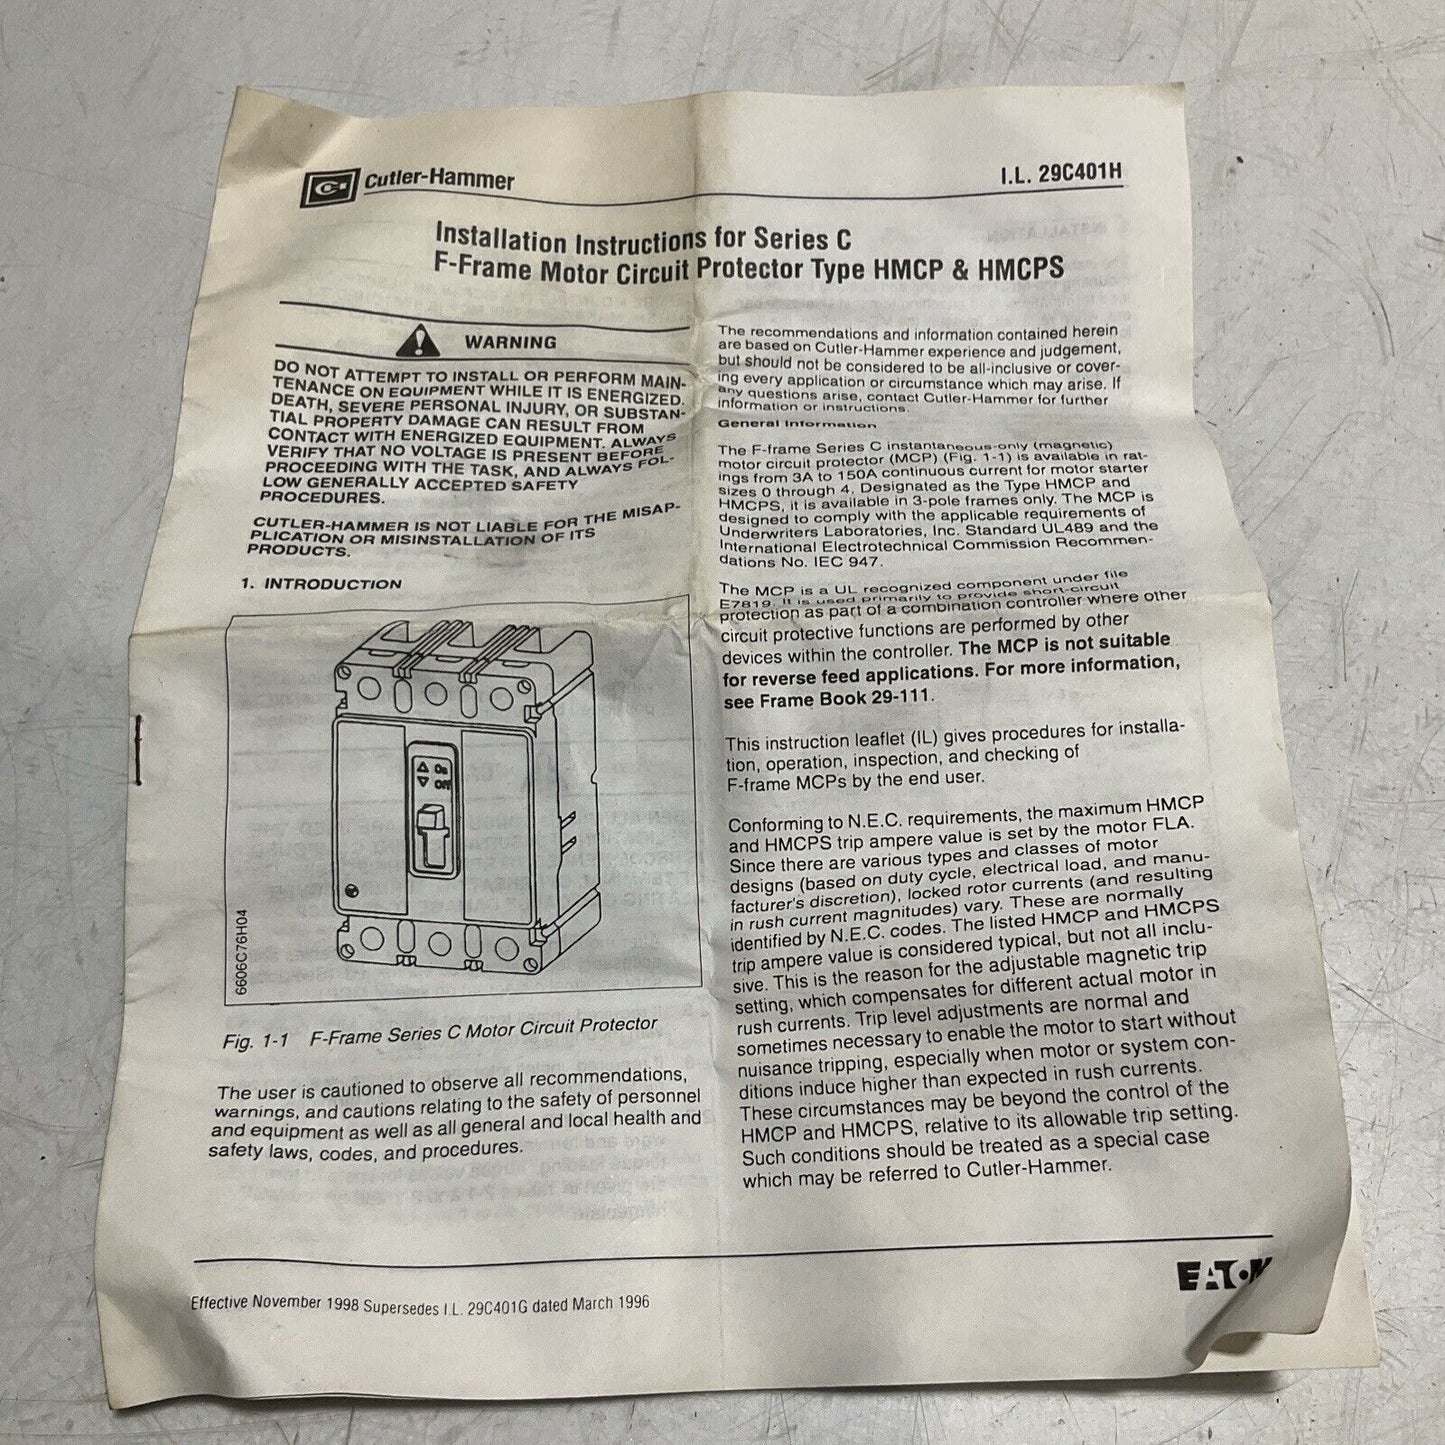 Cutler-Hammer
I.L. 29C401H
Installation Instructions for Series C
F-Frame Motor Circuit Protector Type HMCP & HMCPS
WARNING
DO NOT ATTEMPT TO INSTALL OR PERFORM MAIN-
TENANCE ON EQUIPMENT WHILE IT IS ENERGIZED.
DEATH, SEVERE PERSONAL INJURY, OR SUBSTAN-
TIAL PROPERTY DAMAGE CAN RESULT FROM
CONTACT WITH ENERGIZED EQUIPMENT. ALWAYS
VERIFY THAT NO VOLTAGE IS PRESENT BEFORE
PROCEEDING WITH THE TASK, AND ALWAYS FOL-
LOW GENERALLY ACCEPTED SAFETY
PROCEDURES.
CUTLER-HAMMER IS NOT LIABLE FOR THE MISAP-
PLICATION OR MISINSTALLATION OF ITS
PRODUCTS.
1. INTRODUCTION
On
Off
6606C76H04
Fig. 1-1 F-Frame Series C Motor Circuit Protector
The user is cautioned to observe all recommendations,
warnings, and cautions relating to the safety of personnel
and equipment as well as all general and local health and
safety laws, codes, and procedures.
The recommendations and information contained herein
are based on Cutler-Hammer experience and judgement,
but should not be considered to be all-inclusive or cover-
ing every application or circumstance which may arise. If
any questions arise, contact Cutler-Hammer for further
information or instructions.
General Information
The F-frame Series C instantaneous-only (magnetic)
motor circuit protector (MCP) (Fig. 1-1) is available in rat-
ings from 3A to 150A continuous current for motor starter
sizes 0 through 4. Designated as the Type HMCP and
HMCPS, it is available in 3-pole frames only. The MCP is
designed to comply with the applicable requirements of
Underwriters Laboratories, Inc. Standard UL489 and the
International Electrotechnical Commission Recommen-
dations No. IEC 947.
The MCP is a UL recognized component under file
E7819. It is used primarily to provide short-circuit
protection as part of a combination controller where other
circuit protective functions are performed by other
devices within the controller. The MCP is not suitable
for reverse feed applications. For more information,
see Frame Book 29-111.
This instruction leaflet (IL) gives procedures for installa-
tion, operation, inspection, and checking of
F-frame MCPs by the end user.
Conforming to N.E.C. requirements, the maximum HMCP
and HMCPS trip ampere value is set by the motor FLA.
Since there are various types and classes of motor
designs (based on duty cycle, electrical load, and manu-
facturer's discretion), locked rotor currents (and resulting
in rush current magnitudes) vary. These are normally
identified by N.E.C. codes. The listed HMCP and HMCPS
trip ampere value is considered typical, but not all inclu-
sive. This is the reason for the adjustable magnetic trip
setting, which compensates for different actual motor in
rush currents. Trip level adjustments are normal and
sometimes necessary to enable the motor to start without
nuisance tripping, especially when motor or system con-
ditions induce higher than expected in rush currents.
These circumstances may be beyond the control of the
HMCP and HMCPS, relative to its allowable trip setting.
Such conditions should be treated as a special case
which may be referred to Cutler-Hammer.
Effective November 1998 Supersedes I.L. 29C401G dated March 1996
EATON